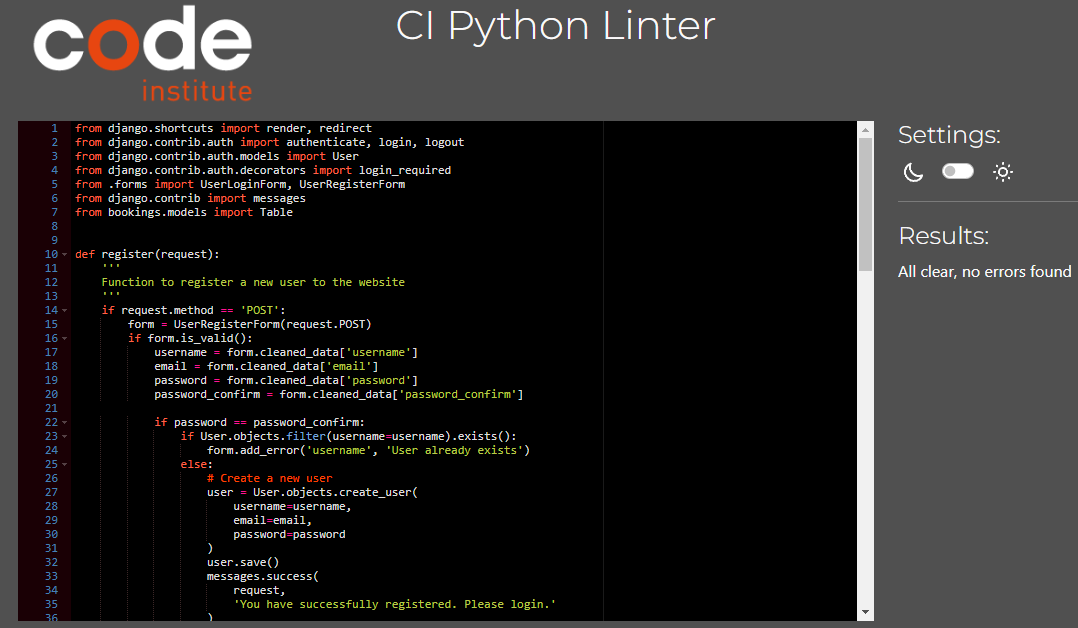 code
institute
CI Python Linter
1 from django.shortcuts import render, redirect
2 from django.contrib.auth import authenticate, login, logout
3 from django.contrib.auth.models import User
4 from django.contrib.auth.decorators import login_required
5 from .forms import UserLoginForm, UserRegisterForm
6 from django.contrib import messages
7 from bookings.models import Table
8
9
10 def register(request):
11     '''
12     Function to register a new user to the website
13     '''
14     if request.method == 'POST':
15         form = UserRegisterForm(request.POST)
16         if form.is_valid():
17             username = form.cleaned_data['username']
18             email = form.cleaned_data['email']
19             password = form.cleaned_data['password']
20             password_confirm = form.cleaned_data['password_confirm']
21
22             if password == password_confirm:
23                 if User.objects.filter(username=username).exists():
24                     form.add_error('username', 'User already exists')
25                 else:
26                     # Create a new user
27                     user = User.objects.create_user(
28                         username=username,
29                         email=email,
30                         password=password
31                     )
32                     user.save()
33                     messages.success(
34                         request,
35                         'You have successfully registered. Please login.'
36                     )
Settings:
Results:
All clear, no errors found